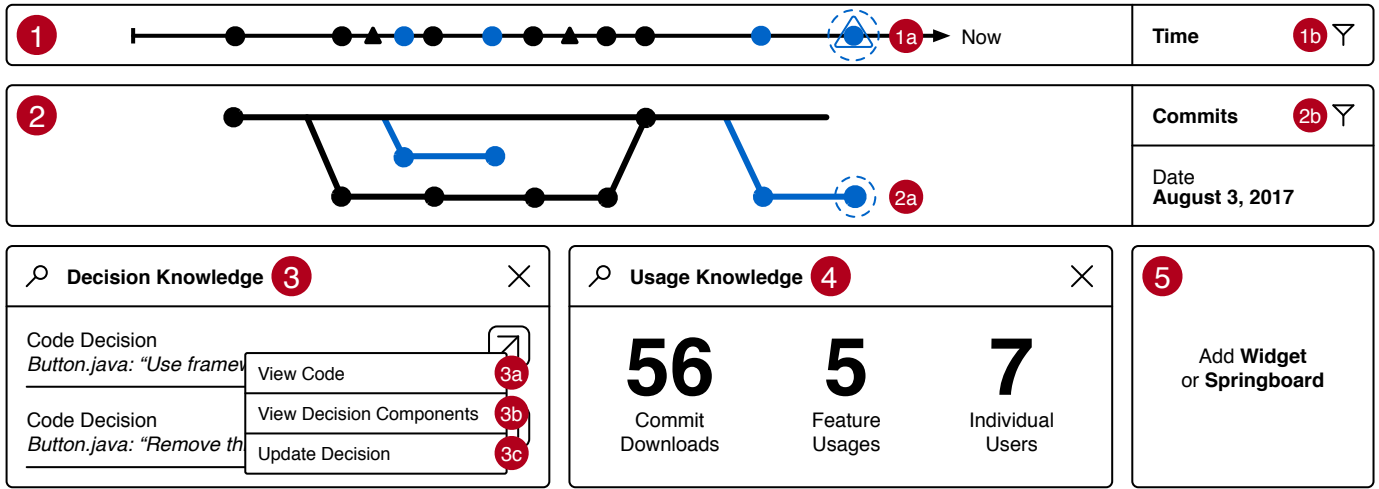 1
1a
Now
Time
1b
2
Commits
2b
Date
August 3, 2017
2a
Decision Knowledge 3
Code Decision
Button.java: “Use framew
View Code 3a
View Decision Components 3b
Update Decision 3c
Code Decision
Button.java: “Remove th
Usage Knowledge 4
56 5 7
Commit Feature Individual
Downloads Usages Users
5
Add Widget
or Springboard